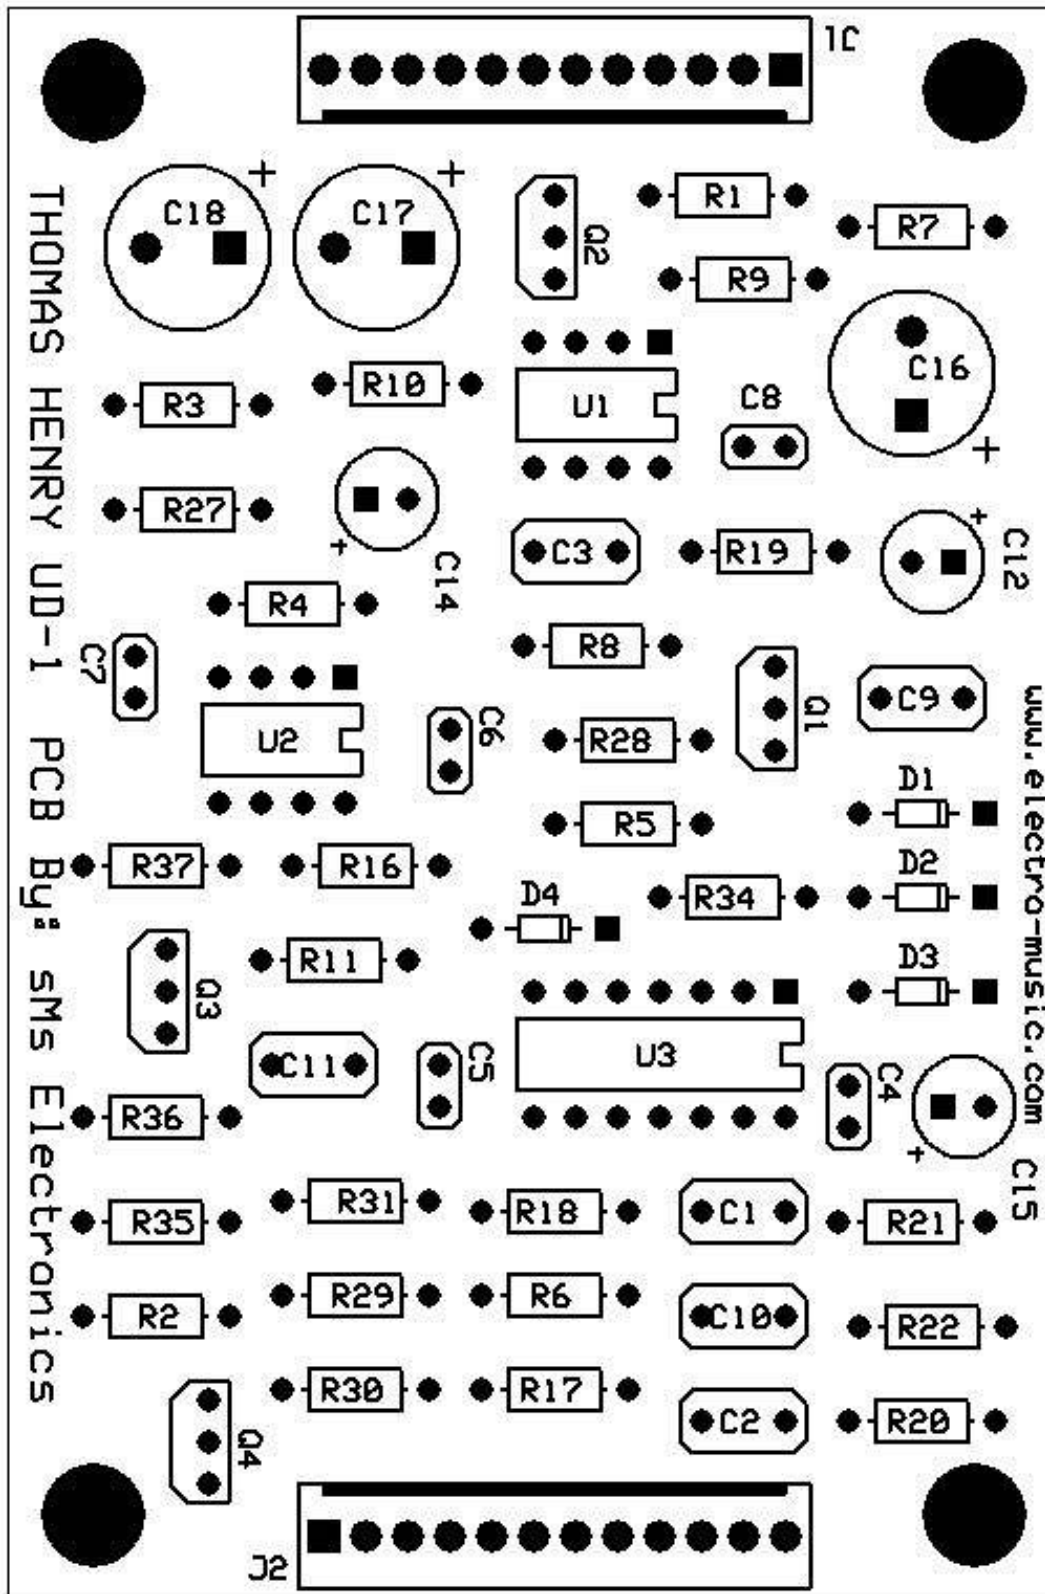 J1
C18
C17
Q2
R1
R7
R9
C16
R3
R10
U1
C8
R27
C14
C3
R19
C12
R4
C7
R8
Q1
C9
U2
C6
R28
D1
R5
R37
R16
D4
R34
D2
Q3
R11
D3
C11
C5
U3
C4
C15
R36
R31
R18
C1
R21
R35
R29
R6
C10
R22
R2
R30
R17
C2
R20
Q4
J2
THOMAS HENRY UD-1 PCB By: sMs Electronics
www.electro-music.com